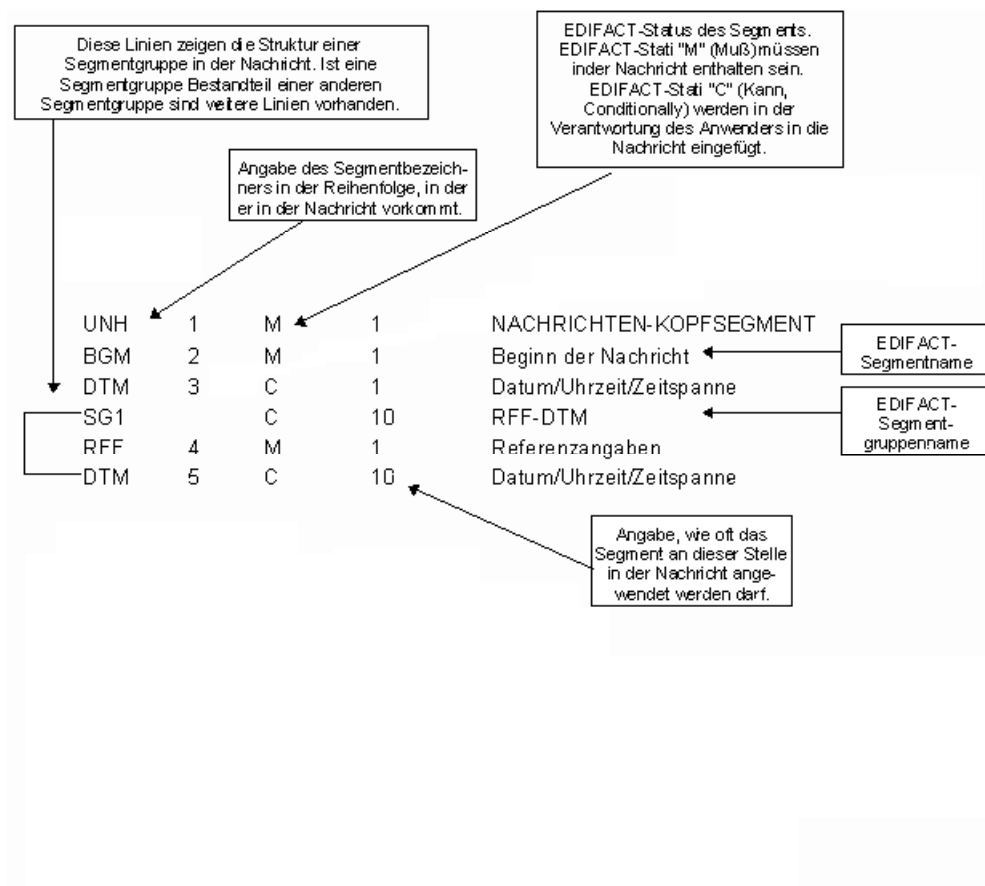 Diese Linien zeigen die Struktur einer
Segmentgruppe in der Nachricht. Ist eine
Segmentgruppe Bestandteil einer anderen
Segmentgruppe sind weitere Linien vorhanden.
EDIFACT-Status des Segments.
EDIFACT-Stati "M" (Muß) müssen
inder Nachricht enthalten sein.
EDIFACT-Stati "C" (Kann,
Conditionally) werden in der
Verantwortung des Anwenders in die
Nachricht eingefügt.
Angabe des Segmentbezeich-
ners in der Reihenfolge, in der
er in der Nachricht vorkommt.
UNH 1 M 1 NACHRICHTEN-KOPFSEGMENT
BGM 2 M 1 Beginn der Nachricht
DTM 3 C 1 Datum/Uhrzeit/Zeitspanne
SG1 C 10 RFF-DTM
RFF 4 M 1 Referenzangaben
DTM 5 C 10 Datum/Uhrzeit/Zeitspanne
EDIFACT-
Segmentname
EDIFACT-
Segment-
gruppenname
Angabe, wie oft das
Segment an dieser Stelle
in der Nachricht ange-
wendet werden darf.